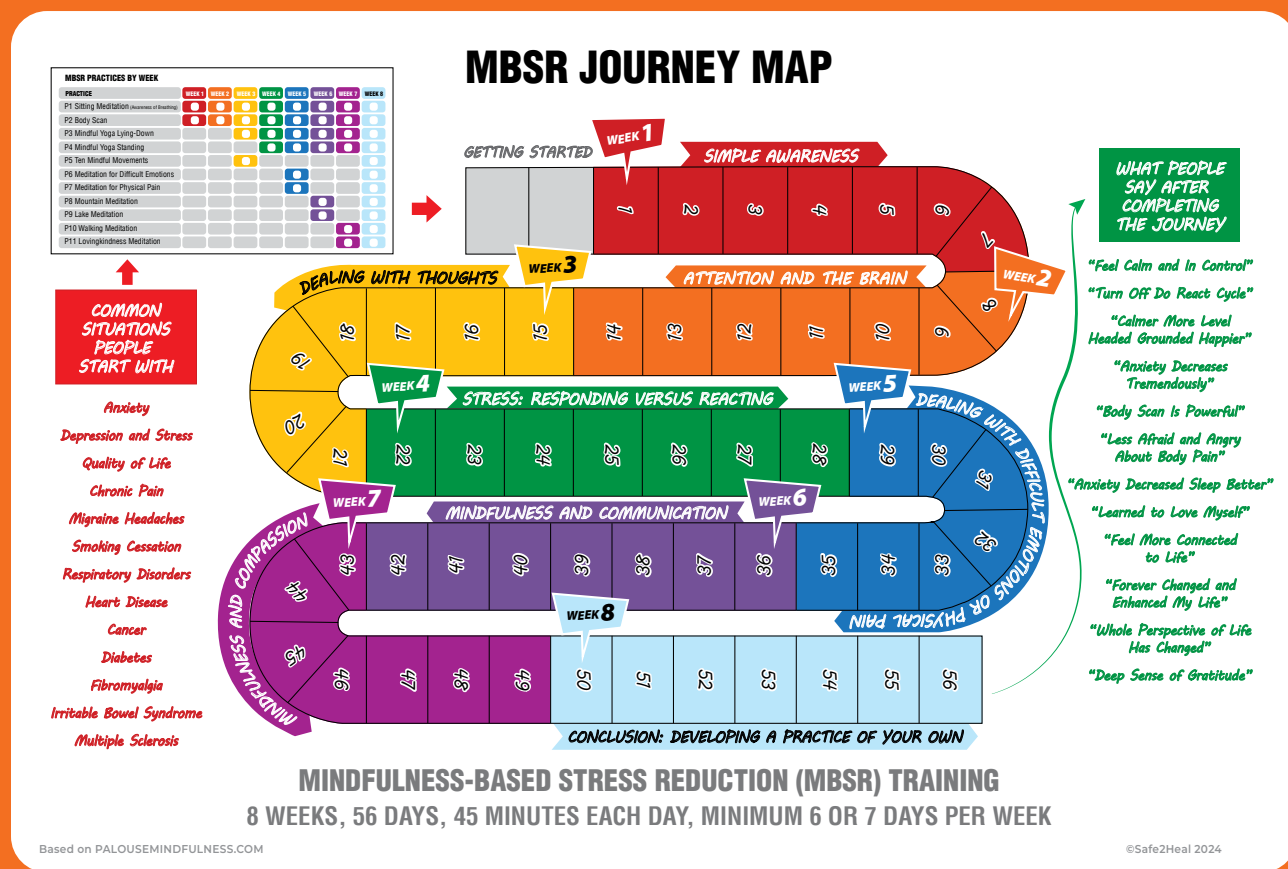 MBSR JOURNEY MAP
MBSR PRACTICES BY WEEK
PRACTICE WEEK 1 WEEK 2 WEEK 3 WEEK 4 WEEK 5 WEEK 6 WEEK 7 WEEK 8
P1 Sitting Meditation (Awareness of Breathing)
P2 Body Scan
P3 Mindful Yoga Lying-Down
P4 Mindful Yoga Standing
P5 Ten Mindful Movements
P6 Meditation for Difficult Emotions
P7 Meditation for Physical Pain
P8 Mountain Meditation
P9 Lake Meditation
P10 Walking Meditation
P11 Lovingkindness Meditation
COMMON
SITUATIONS
PEOPLE
START WITH
Anxiety
Depression and Stress
Quality of Life
Chronic Pain
Migraine Headaches
Smoking Cessation
Respiratory Disorders
Heart Disease
Cancer
Diabetes
Fibromyalgia
Irritable Bowel Syndrome
Multiple Sclerosis
GETTING STARTED
WEEK 1
SIMPLE AWARENESS
1 2 3 4 5 6 7
WEEK 2
ATTENTION AND THE BRAIN
8 9 10 11 12 13 14
WEEK 3
DEALING WITH THOUGHTS
15 16 17 18 19 20 21
WEEK 4
STRESS: RESPONDING VERSUS REACTING
22 23 24 25 26 27 28
WEEK 5
DEALING WITH DIFFICULT EMOTIONS OR PHYSICAL PAIN
29 30 31 32 33 34 35
WEEK 6
MINDFULNESS AND COMMUNICATION
36 37 38 39 40 41 42
WEEK 7
MINDFULNESS AND COMPASSION
43 44 45 46 47 48 49
WEEK 8
50 51 52 53 54 55 56
CONCLUSION: DEVELOPING A PRACTICE OF YOUR OWN
WHAT PEOPLE
SAY AFTER
COMPLETING
THE JOURNEY
“Feel Calm and In Control”
“Turn Off Do React Cycle”
“Calmer More Level
Headed Grounded Happier”
“Anxiety Decreases
Tremendously”
“Body Scan Is Powerful”
“Less Afraid and Angry
About Body Pain”
“Anxiety Decreased Sleep Better”
“Learned to Love Myself”
“Feel More Connected
to Life”
“Forever Changed and
Enhanced My Life”
“Whole Perspective of Life
Has Changed”
“Deep Sense of Gratitude”
MINDFULNESS-BASED STRESS REDUCTION (MBSR) TRAINING
8 WEEKS, 56 DAYS, 45 MINUTES EACH DAY, MINIMUM 6 OR 7 DAYS PER WEEK
Based on PALOUSEMINDFULNESS.COM
©Safe2Heal 2024